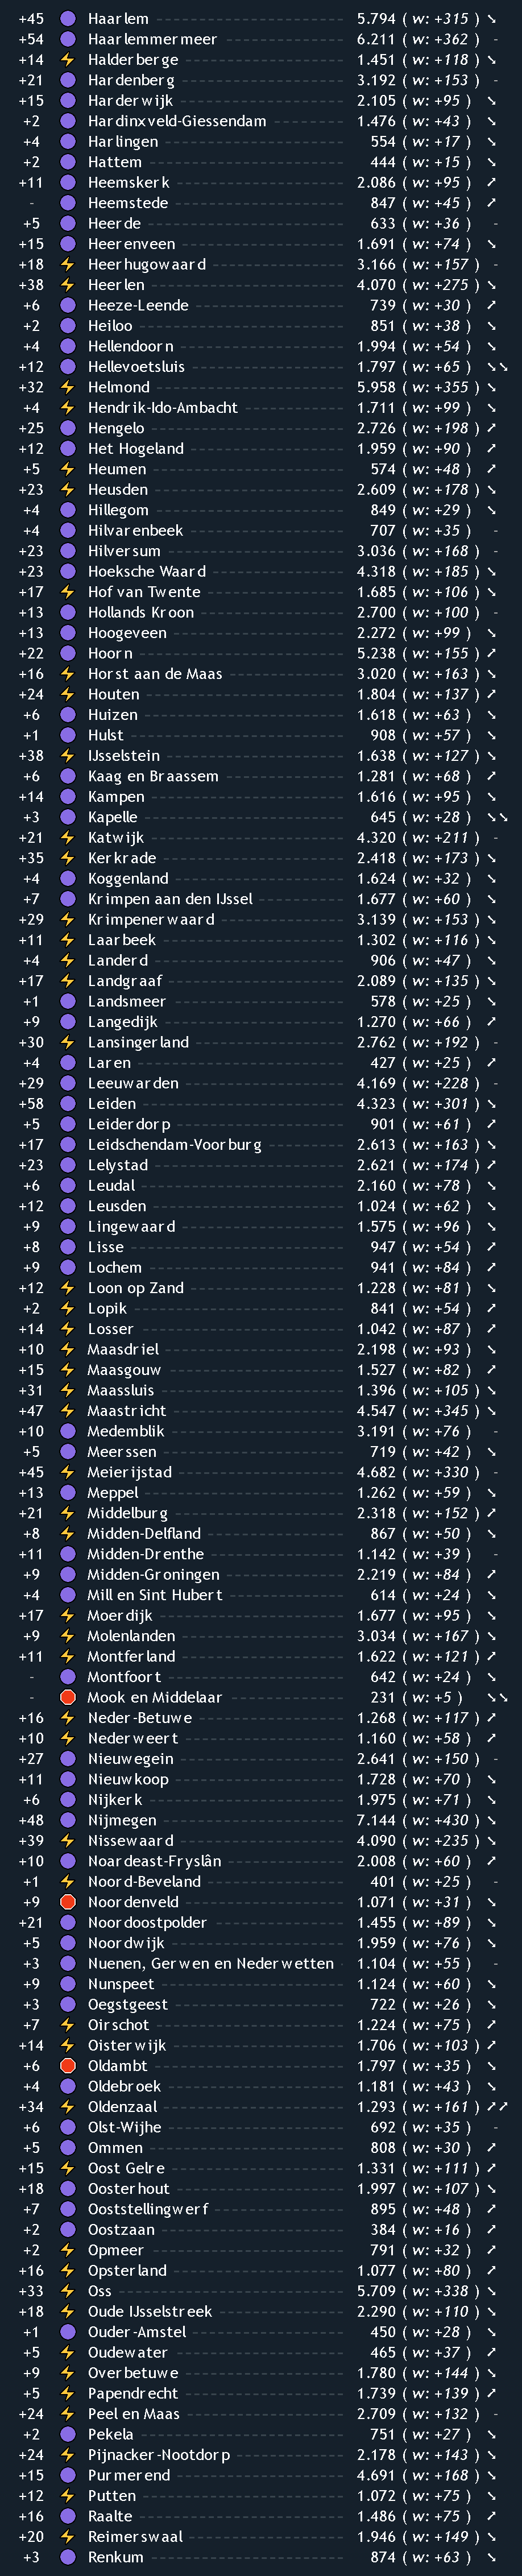 +45 Haarlem 5.794 ( w: +315 ) ↘
+54 Haarlemmermeer 6.211 ( w: +362 ) -
+14 ⚡ Halderberge 1.451 ( w: +118 ) ↘
+21 Hardenberg 3.192 ( w: +153 ) -
+15 Harderwijk 2.105 ( w: +95 ) ↘
+2 Hardinxveld-Giessendam 1.476 ( w: +43 ) ↘
+4 Harlingen 554 ( w: +17 ) ↘
+2 Hattem 444 ( w: +15 ) ↘
+11 Heemskerk 2.086 ( w: +95 ) ↗
- Heemstede 847 ( w: +45 ) ↗
+5 Heerde 633 ( w: +36 ) -
+15 Heerenveen 1.691 ( w: +74 ) ↘
+18 ⚡ Heerhugowaard 3.166 ( w: +157 )
+38 ⚡ Heerlen 4.070 ( w: +275 ) ↘
+6 Heeze-Leende 739 ( w: +30 ) ↗
+2 Heiloo 851 ( w: +38 ) ↘
+4 Hellendoorn 1.994 ( w: +54 ) ↘
+12 Hellevoetsluis 1.797 ( w: +65 ) ↘↘
+32 ⚡ Helmond 5.958 ( w: +355 ) ↘
+4 ⚡ Hendrik-Ido-Ambacht 1.711 ( w: +99 ) ↘
+25 Hengelo 2.726 ( w: +198 ) ↗
+12 Het Hogeland 1.959 ( w: +90 ) ↗
+5 ⚡ Heumen 574 ( w: +48 ) ↗
+23 ⚡ Heusden 2.609 ( w: +178 ) ↘
+4 Hillegom 849 ( w: +29 ) ↘
+4 Hilvarenbeek 707 ( w: +35 ) -
+23 Hilversum 3.036 ( w: +168 ) -
+23 Hoeksche Waard 4.318 ( w: +185 ) ↘
+17 ⚡ Hof van Twente 1.685 ( w: +106 ) ↘
+13 Hollands Kroon 2.700 ( w: +100 ) -
+13 Hoogeveen 2.272 ( w: +99 ) ↘
+22 Hoorn 5.238 ( w: +155 ) ↗
+16 ⚡ Horst aan de Maas 3.020 ( w: +163 ) ↘
+24 ⚡ Houten 1.804 ( w: +137 ) ↗
+6 Huizen 1.618 ( w: +63 ) ↘
+1 Hulst 908 ( w: +57 ) ↘
+38 ⚡ IJsselstein 1.638 ( w: +127 ) ↘
+6 Kaag en Braassem 1.281 ( w: +68 ) ↗
+14 Kampen 1.616 ( w: +95 ) ↘
+3 Kapelle 645 ( w: +28 ) ↘↘
+21 ⚡ Katwijk 4.320 ( w: +211 )
+35 ⚡ Kerkrade 2.418 ( w: +173 ) ↘
+4 Koggenland 1.624 ( w: +32 ) ↘
+7 Krimpen aan den IJssel 1.677 ( w: +60 ) ↘
+29 ⚡ Krimpenerwaard 3.139 ( w: +153 ) ↘
+11 ⚡ Laarbeek 1.302 ( w: +116 ) ↘
+4 ⚡ Landerd 906 ( w: +47 ) ↘
+17 ⚡ Landgraaf 2.089 ( w: +135 ) ↘
+1 Landsmeer 578 ( w: +25 ) ↘
+9 Langedijk 1.270 ( w: +66 ) ↗
+30 ⚡ Lansingerland 2.762 ( w: +192 )
+4 Laren 427 ( w: +25 ) ↗
+29 Leeuwarden 4.169 ( w: +228 ) -
+58 Leiden 4.323 ( w: +301 ) ↘
+5 Leiderdorp 901 ( w: +61 ) ↗
+17 Leidschendam-Voorburg 2.613 ( w: +163 ) ↘
+23 Lelystad 2.621 ( w: +174 ) ↗
+6 Leudal 2.160 ( w: +78 ) ↘
+12 Leusden 1.024 ( w: +62 ) ↘
+9 Lingewaard 1.575 ( w: +96 ) ↘
+8 Lisse 947 ( w: +54 ) ↗
+9 Lochem 941 ( w: +84 ) ↗
+12 ⚡ Loon op Zand 1.228 ( w: +81 ) ↘
+2 ⚡ Lopik 841 ( w: +54 ) ↗
+14 ⚡ Losser 1.042 ( w: +87 ) ↗
+10 ⚡ Maasdriel 2.198 ( w: +93 ) ↘
+15 ⚡ Maasgouw 1.527 ( w: +82 ) ↗
+31 ⚡ Maassluis 1.396 ( w: +105 ) ↘
+47 ⚡ Maastricht 4.547 ( w: +345 ) ↘
+10 Medemblik 3.191 ( w: +76 ) -
+5 Meerssen 719 ( w: +42 ) ↘
+45 ⚡ Meierijstad 4.682 ( w: +330 ) -
+13 Meppel 1.262 ( w: +59 ) ↘
+21 ⚡ Middelburg 2.318 ( w: +152 ) ↗
+8 ⚡ Midden-Delfland 867 ( w: +50 ) ↘
+11 Midden-Drenthe 1.142 ( w: +39 ) -
+9 Midden-Groningen 2.219 ( w: +84 ) ↗
+4 Mill en Sint Hubert 614 ( w: +24 ) ↘
+17 ⚡ Moerdijk 1.677 ( w: +95 ) ↘
+9 ⚡ Molenlanden 3.034 ( w: +167 ) ↘
+11 ⚡ Montferland 1.622 ( w: +121 ) ↗
- Montfoort 642 ( w: +24 ) ↘
- Mook en Middelaar 231 ( w: +5 ) ↘↘
+16 ⚡ Neder-Betuwe 1.268 ( w: +117 ) ↗
+10 ⚡ Nederweert 1.160 ( w: +58 ) ↗
+27 Nieuwegein 2.641 ( w: +150 ) -
+11 Nieuwkoop 1.728 ( w: +70 ) ↘
+6 Nijkerk 1.975 ( w: +71 ) ↘
+48 Nijmegen 7.144 ( w: +430 ) ↘
+39 ⚡ Nissewaard 4.090 ( w: +235 ) ↘
+10 Noardeast-Fryslân 2.008 ( w: +60 ) ↗
+1 ⚡ Noord-Beveland 401 ( w: +25 ) -
+9 Noordenveld 1.071 ( w: +31 ) ↘
+21 Noordoostpolder 1.455 ( w: +89 ) ↘
+5 Noordwijk 1.959 ( w: +76 ) ↘
+3 Nuenen, Gerwen en Nederwetten 1.104 ( w: +55 ) -
+9 Nunspeet 1.124 ( w: +60 ) ↘
+3 Oegstgeest 722 ( w: +26 ) ↘
+7 ⚡ Oirschot 1.224 ( w: +75 ) ↗
+14 ⚡ Oisterwijk 1.706 ( w: +103 ) ↗
+6 Oldambt 1.797 ( w: +35 ) ↘
+4 Oldebroek 1.181 ( w: +43 ) ↘
+34 ⚡ Oldenzaal 1.293 ( w: +161 ) ↗↗
+6 Olst-Wijhe 692 ( w: +35 ) -
+5 Ommen 808 ( w: +30 ) ↗
+15 ⚡ Oost Gelre 1.331 ( w: +111 ) ↗
+18 Oosterhout 1.997 ( w: +107 ) ↘
+7 Ooststellingwerf 895 ( w: +48 ) ↗
+2 Oostzaan 384 ( w: +16 ) ↗
+2 ⚡ Opmeer 791 ( w: +32 ) ↗
+16 ⚡ Opsterland 1.077 ( w: +80 ) ↗
+33 ⚡ Oss 5.709 ( w: +338 ) ↘
+18 ⚡ Oude IJsselstreek 2.290 ( w: +110 ) ↘
+1 Ouder-Amstel 450 ( w: +28 ) ↘
+5 ⚡ Oudewater 465 ( w: +37 ) ↗
+9 ⚡ Overbetuwe 1.780 ( w: +144 ) ↘
+5 ⚡ Papendrecht 1.739 ( w: +139 ) ↗
+24 ⚡ Peel en Maas 2.709 ( w: +132 ) -
+2 Pekela 751 ( w: +27 ) ↘
+24 ⚡ Pijnacker-Nootdorp 2.178 ( w: +143 ) ↘
+15 Purmerend 4.691 ( w: +168 ) ↘
+12 ⚡ Putten 1.072 ( w: +75 ) ↘
+16 Raalte 1.486 ( w: +75 ) ↗
+20 ⚡ Reimerswaal 1.946 ( w: +149 ) ↘
+3 Renkum 874 ( w: +63 ) ↘